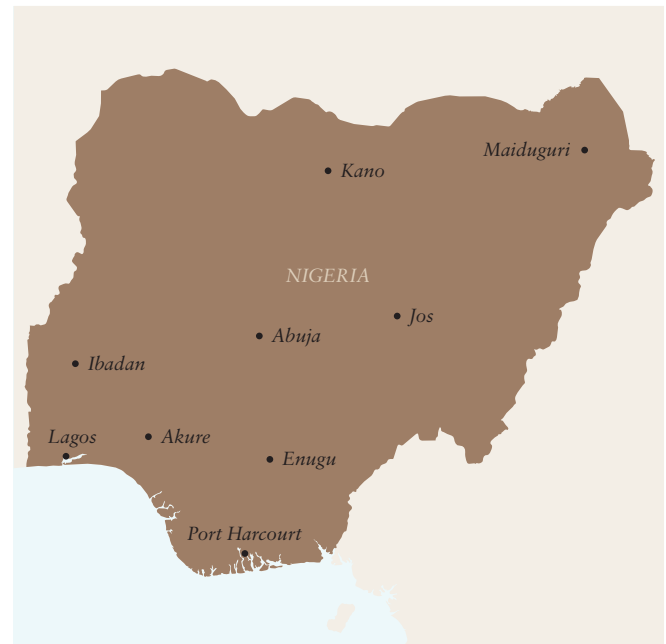 Maiduguri
Kano
NIGERIA
Jos
Abuja
Ibadan
Lagos
Akure
Enugu
Port Harcourt